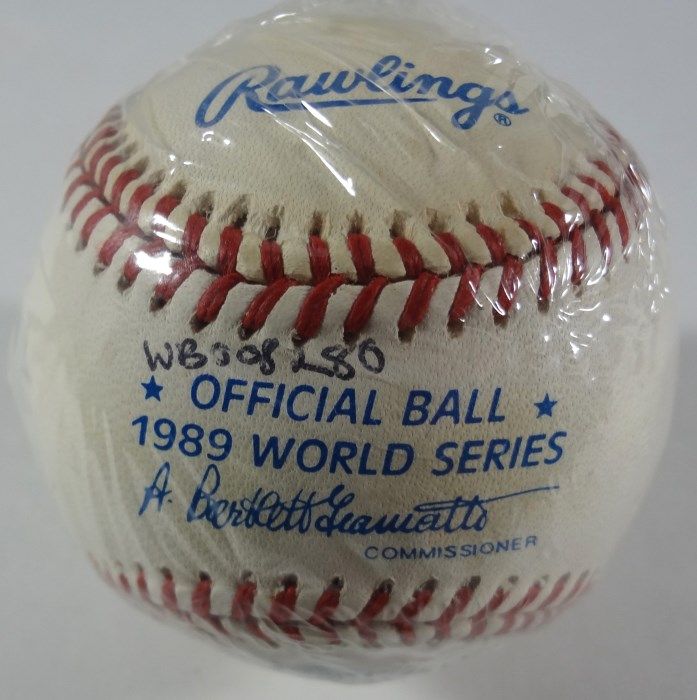 Rawlings®
WB008280
★ OFFICIAL BALL ★
1989 WORLD SERIES
A. Bartlett Giamatti
COMMISSIONER